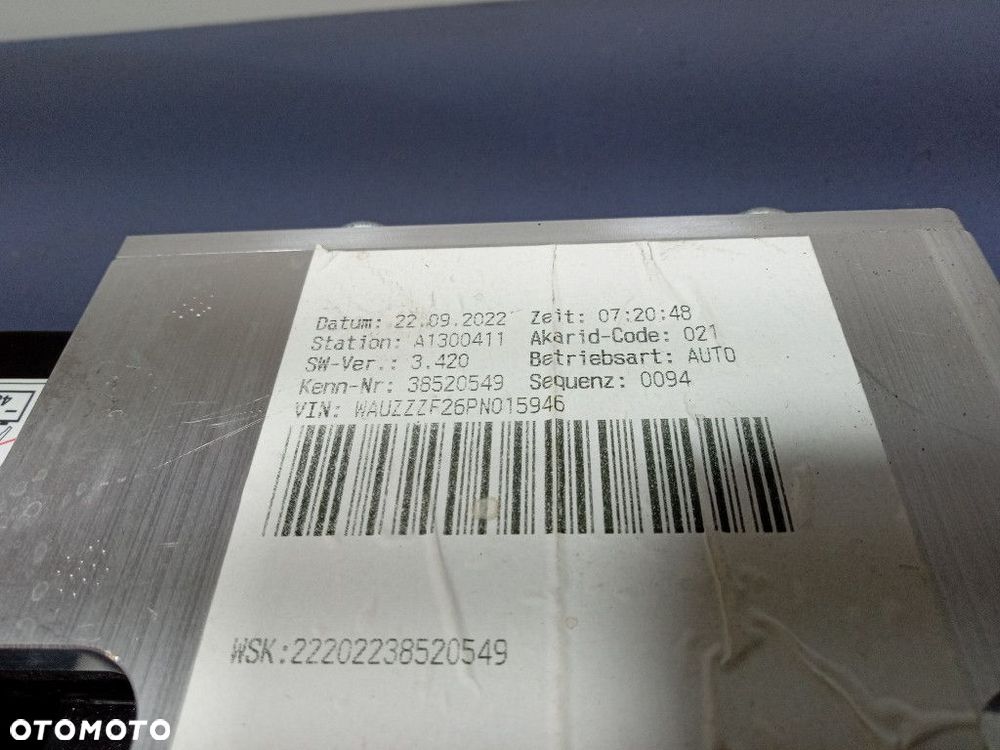 Datum: 22.09.2022 Zeit: 07:20:48
Station: A1300411 Akarid-Code: 021
SW-Ver.: 3.420 Betriebsart: AUTO
Kenn-Nr: 38520549 Sequenz: 0094
VIN: WAUZZZF26PN015946
WSK:22202238520549
OTOMOTO